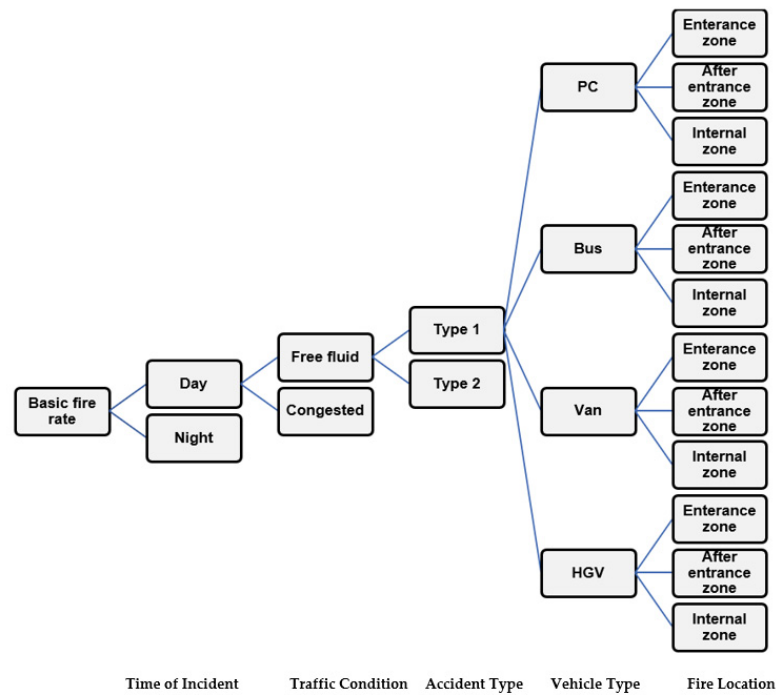 Basic fire
rate
Day
Night
Free fluid
Congested
Type 1
Type 2
PC
Bus
Van
HGV
Enterance
zone
After
entrance
zone
Internal
zone
Enterance
zone
After
entrance
zone
Internal
zone
Enterance
zone
After
entrance
zone
Internal
zone
Enterance
zone
After
entrance
zone
Internal
zone
Time of Incident
Traffic Condition
Accident Type
Vehicle Type
Fire Location